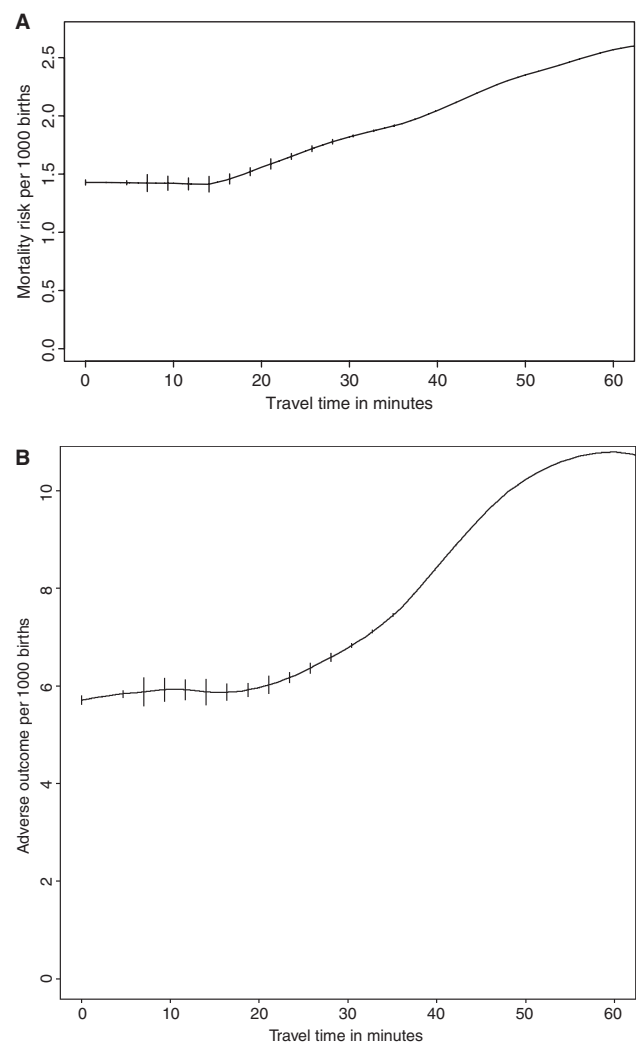 A
Mortality risk per 1000 births
2.5
2.0
1.5
1.0
0.5
0.0
0 10 20 30 40 50 60
Travel time in minutes
B
Adverse outcome per 1000 births
10
8
6
4
2
0
0 10 20 30 40 50 60
Travel time in minutes